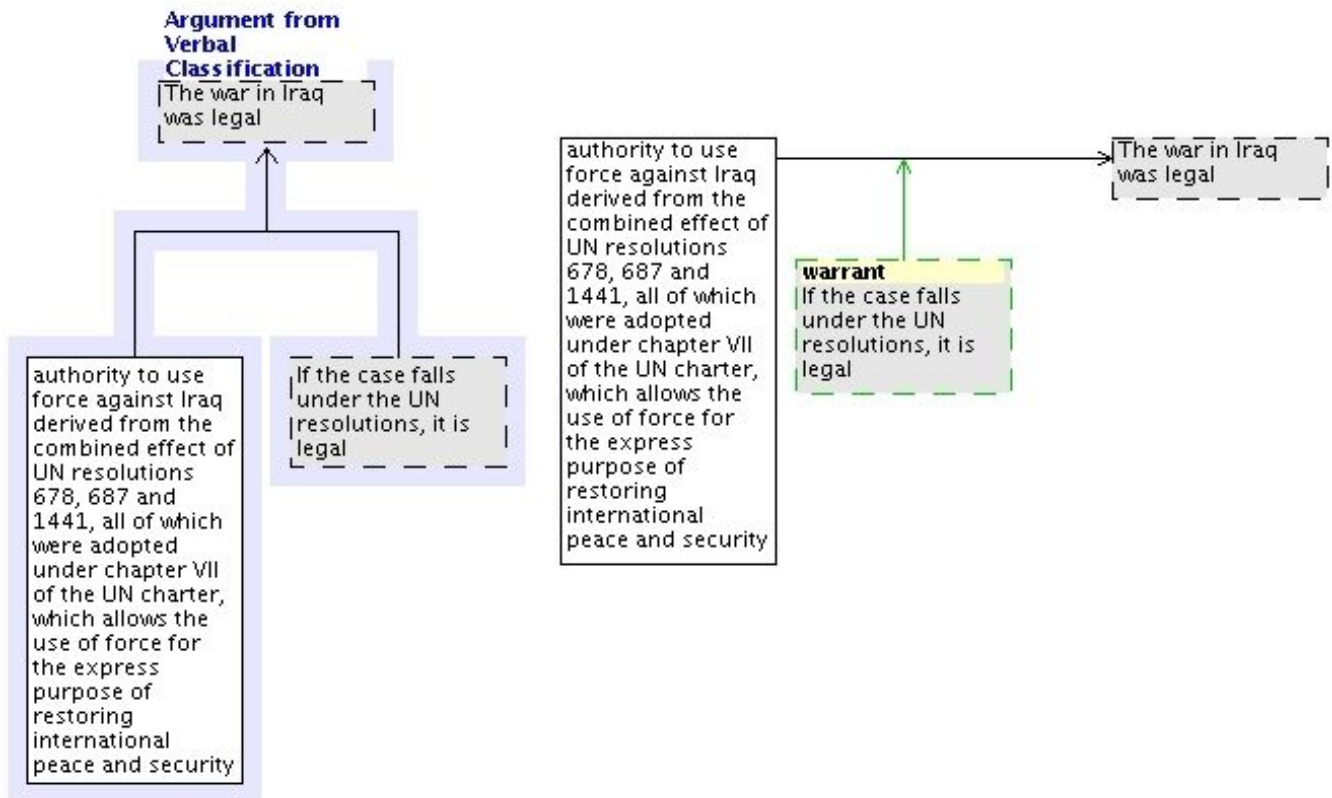 Argument from
Verbal
Classification
The war in Iraq
was legal
authority to use
force against Iraq
derived from the
combined effect of
UN resolutions
678, 687 and
1441, all of which
were adopted
under chapter VII
of the UN charter,
which allows the
use of force for
the express
purpose of
restoring
international
peace and security
If the case falls
under the UN
resolutions, it is
legal
authority to use
force against Iraq
derived from the
combined effect of
UN resolutions
678, 687 and
1441, all of which
were adopted
under chapter VII
of the UN charter,
which allows the
use of force for
the express
purpose of
restoring
international
peace and security
warrant
If the case falls
under the UN
resolutions, it is
legal
The war in Iraq
was legal